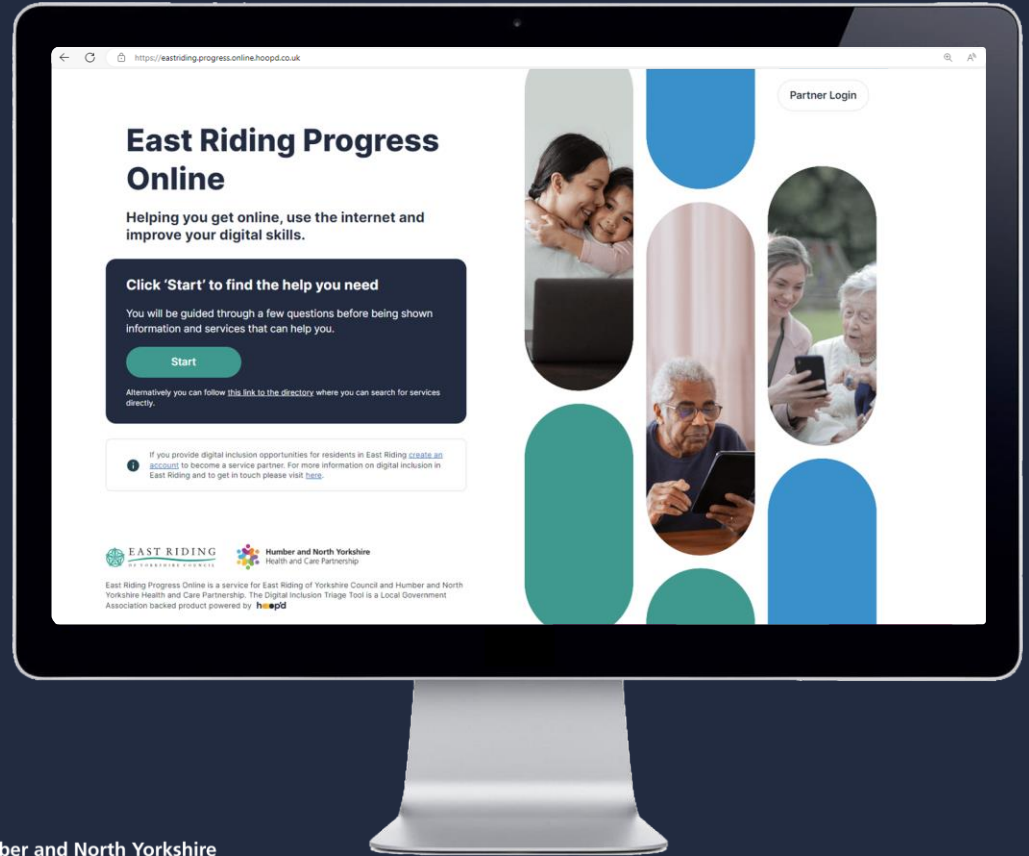 https://eastriding.progress.online.hoopd.co.uk
Partner Login
East Riding Progress
Online
Helping you get online, use the internet and
improve your digital skills.
Click ‘Start’ to find the help you need
You will be guided through a few questions before being shown
information and services that can help you.
Start
Alternatively you can follow this link to the directory where you can search for services
directly.
If you provide digital inclusion opportunities for residents in East Riding create an
account to become a service partner. For more information on digital inclusion in
East Riding and to get in touch please visit here.
EAST RIDING
OF YORKSHIRE COUNCIL
Humber and North Yorkshire
Health and Care Partnership
East Riding Progress Online is a service for East Riding of Yorkshire Council and Humber and North
Yorkshire Health and Care Partnership. The Digital Inclusion Triage Tool is a Local Government
Association backed product powered by hoop'd
and North Yorkshire